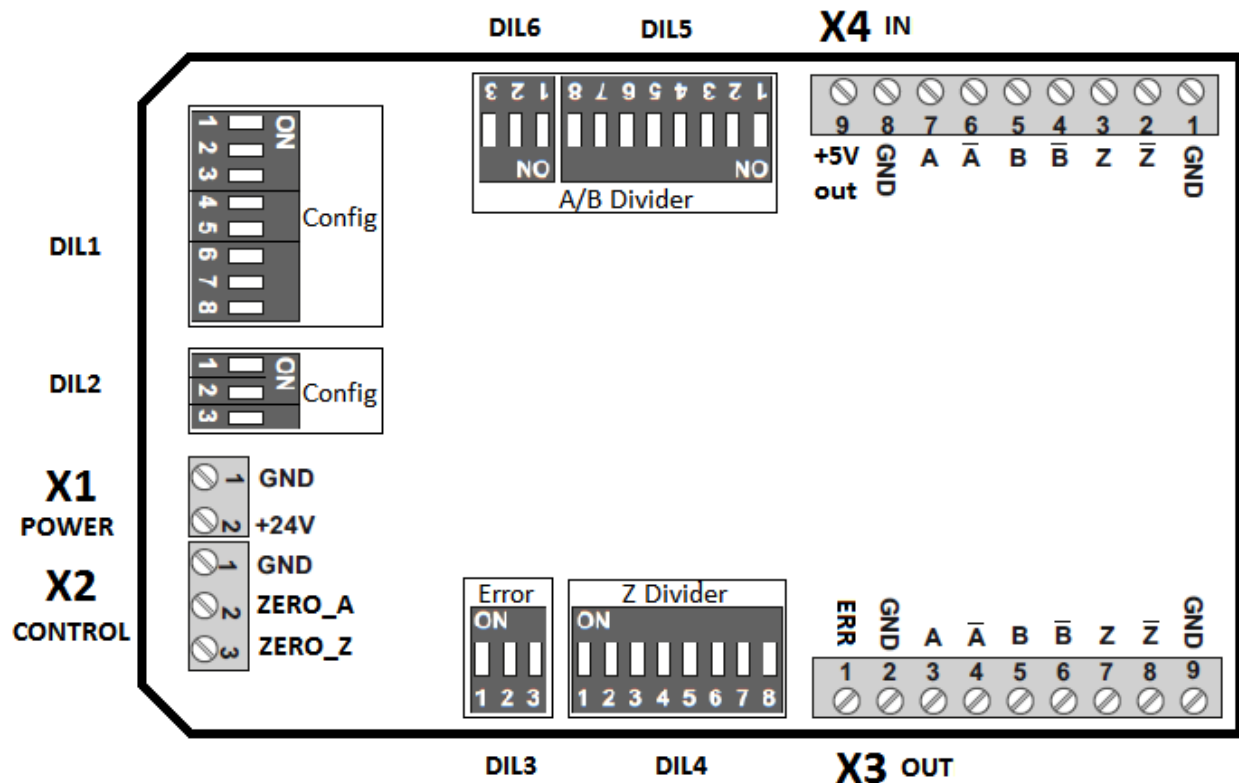 DIL6 DIL5 X4 IN
3 2 1 8 7 6 5 4 3 2 1
ON ON
A/B Divider
9 8 7 6 5 4 3 2 1
+5V out GND A A̅ B B̅ Z Z̅ GND
DIL1
1 2 3 4 5 6 7 8
ON
Config
DIL2
1 2 3
ON
Config
X1
POWER
1 GND
2 +24V
X2
CONTROL
1 GND
2 ZERO_A
3 ZERO_Z
Error Z Divider
ON ON
1 2 3 1 2 3 4 5 6 7 8
ERR GND A A̅ B B̅ Z Z̅ GND
1 2 3 4 5 6 7 8 9
DIL3 DIL4 X3 OUT